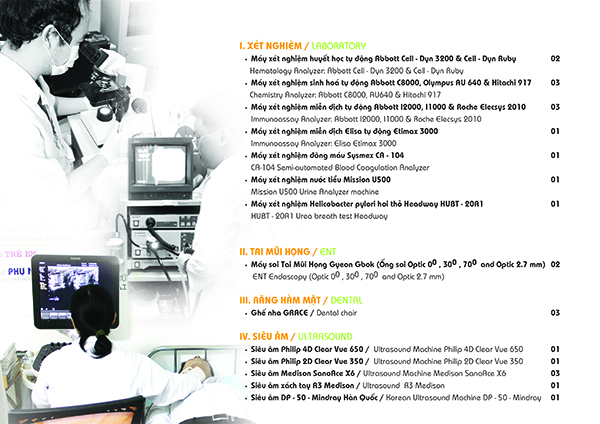 I. XÉT NGHIỆM / LABORATORY
• Máy xét nghiệm huyết học tự động Abbott Cell - Dyn 3200 & Cell - Dyn Ruby 02
Hematology Analyzer: Abbott Cell - Dyn 3200 & Cell - Dyn Ruby
• Máy xét nghiệm sinh hoá tự động Abbott C8000, Olympus AU 640 & Hitachi 917 03
Chemistry Analyzer: Abbott C8000, AU640 & Hitachi 917
• Máy xét nghiệm miễn dịch tự động Abbott I2000, I1000 & Roche Elecsys 2010 03
Immunoassay Analyzer: Abbott I2000, I1000 & Roche Elecsys 2010
• Máy xét nghiệm miễn dịch Elisa tự động Etimax 3000 01
Immunoassay Analyzer: Elisa Etimax 3000
• Máy xét nghiệm đông máu Sysmex CA - 104 01
CA-104 Semi-automated Blood Coagulation Analyzer
• Máy xét nghiệm nước tiểu Mission U500 01
Mission U500 Urine Analyzer machine
• Máy xét nghiệm Helicobacter pylori hơi thở Headway HUBT - 20A1 01
HUBT - 20A1 Urea breath test Headway
II. TAI MŨI HỌNG / ENT
• Máy soi Tai Mũi Họng Gyeon Gbok (Ống soi Optic 0⁰ , 30⁰ , 70⁰ and Optic 2.7 mm) 02
ENT Endoscopy (Optic 0⁰ , 30⁰ , 70⁰ and Optic 2.7 mm)
III. RĂNG HÀM MẶT / DENTAL
• Ghế nha GRACE / Dental chair 03
IV. SIÊU ÂM / ULTRASOUND
• Siêu âm Philip 4D Clear Vue 650 / Ultrasound Machine Philip 4D Clear Vue 650 01
• Siêu âm Philip 2D Clear Vue 350 / Ultrasound Machine Philip 2D Clear Vue 350 01
• Siêu âm Medison SanoAce X6 / Ultrasound Machine Medison SanoAce X6 03
• Siêu âm xách tay R3 Medison / Ultrasound R3 Medison 01
• Siêu âm DP - 50 - Mindray Hàn Quốc / Korean Ultrasound Machine DP - 50 - Mindray 01
TRẺ EM
PHỤ N